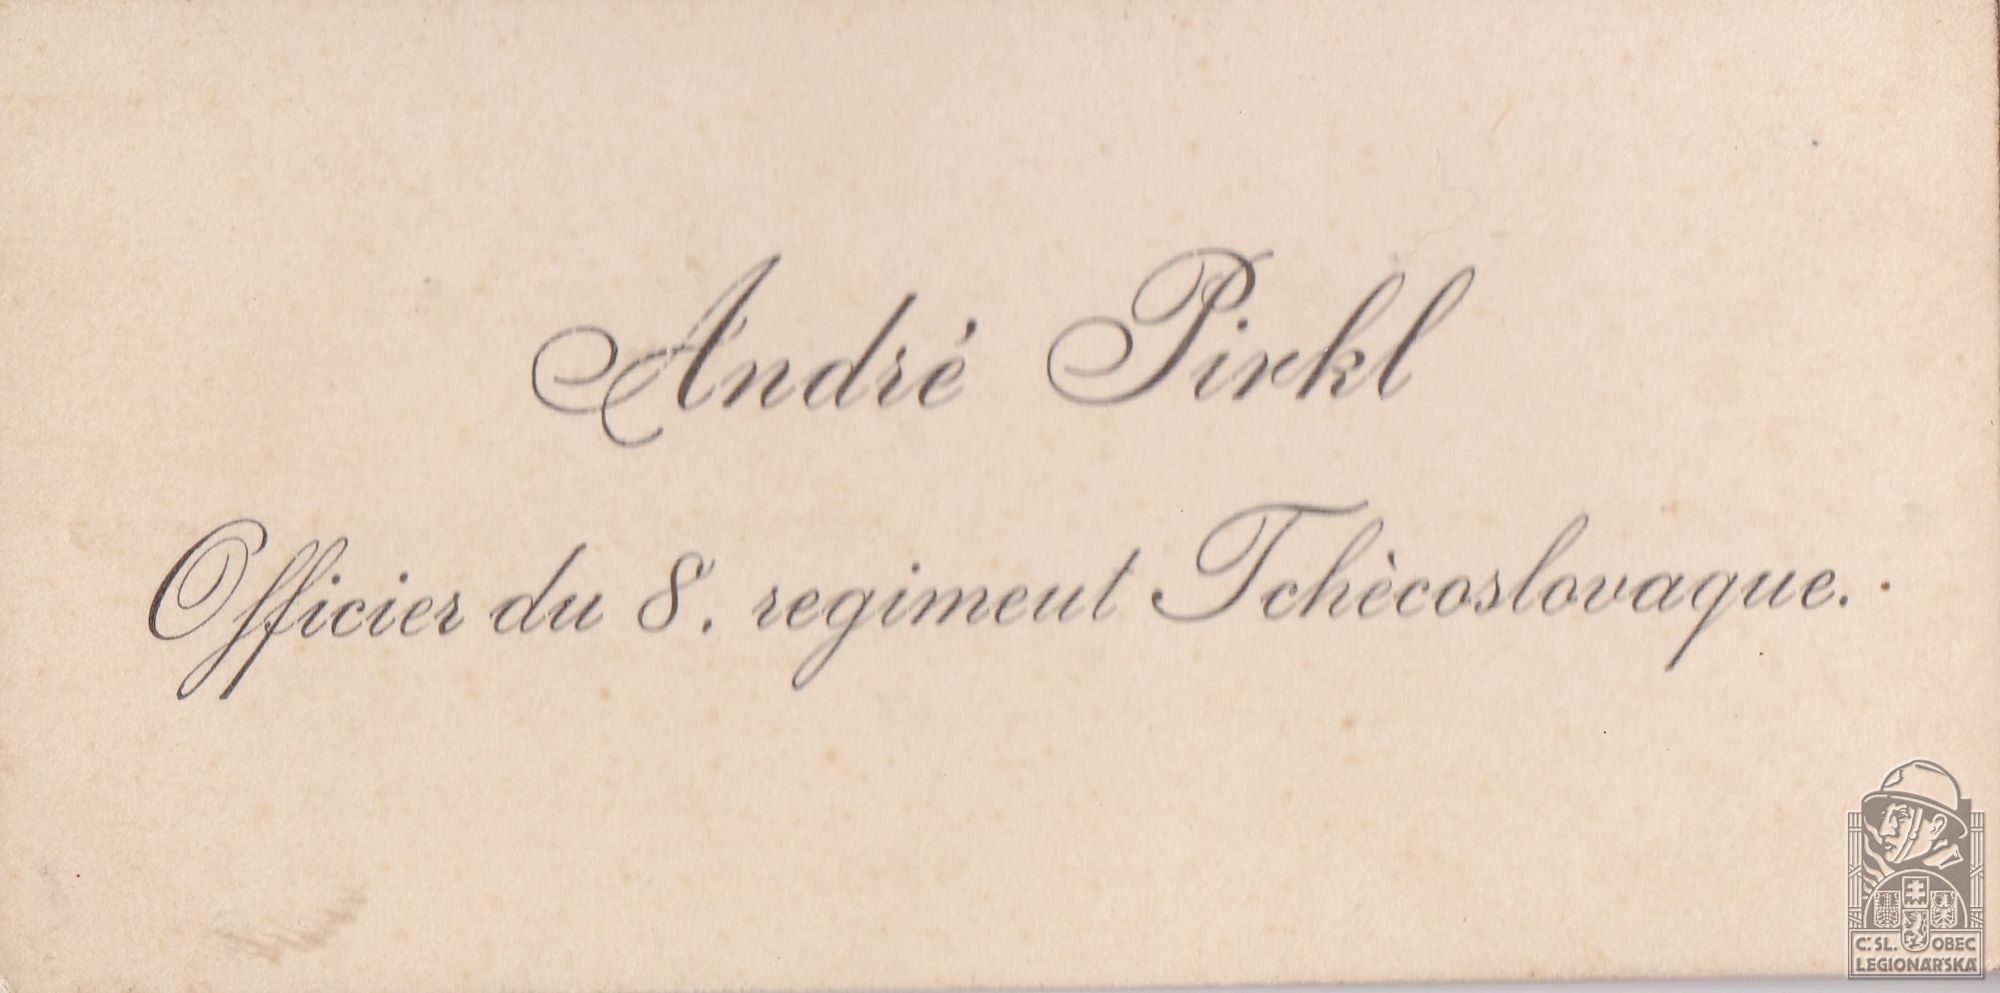 André Pirkl
Officier du 8. regimeut Tchècoslovaque.
Č.SL. OBEC
LEGIONÁŘSKÁ